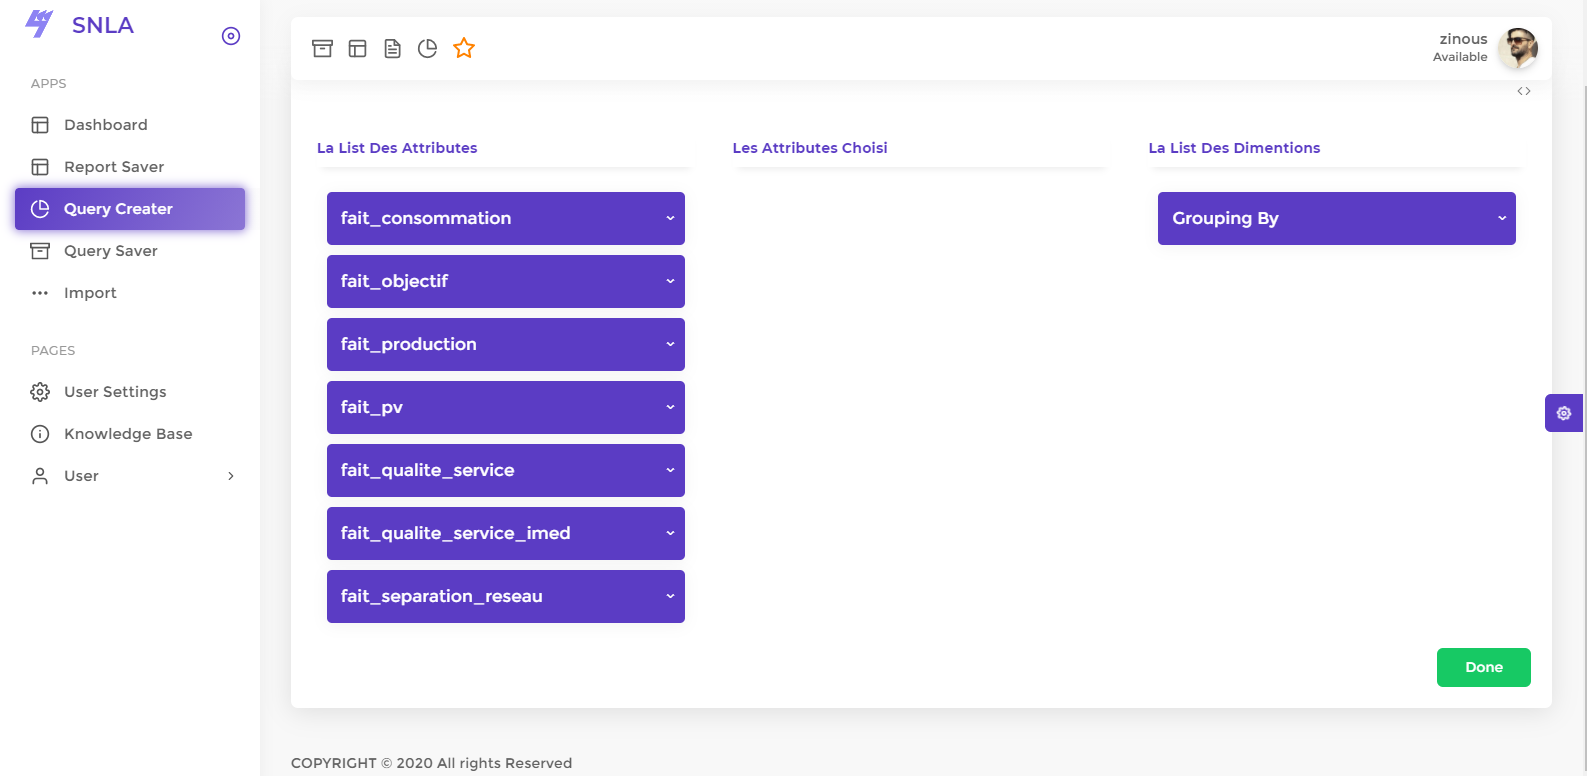 SNLA
APPS
Dashboard
Report Saver
Query Creater
Query Saver
Import
PAGES
User Settings
Knowledge Base
User
zinous
Available
La List Des Attributes
fait_consommation
fait_objectif
fait_production
fait_pv
fait_qualite_service
fait_qualite_service_imed
fait_separation_reseau
Les Attributes Choisi
La List Des Dimentions
Grouping By
Done
COPYRIGHT © 2020 All rights Reserved